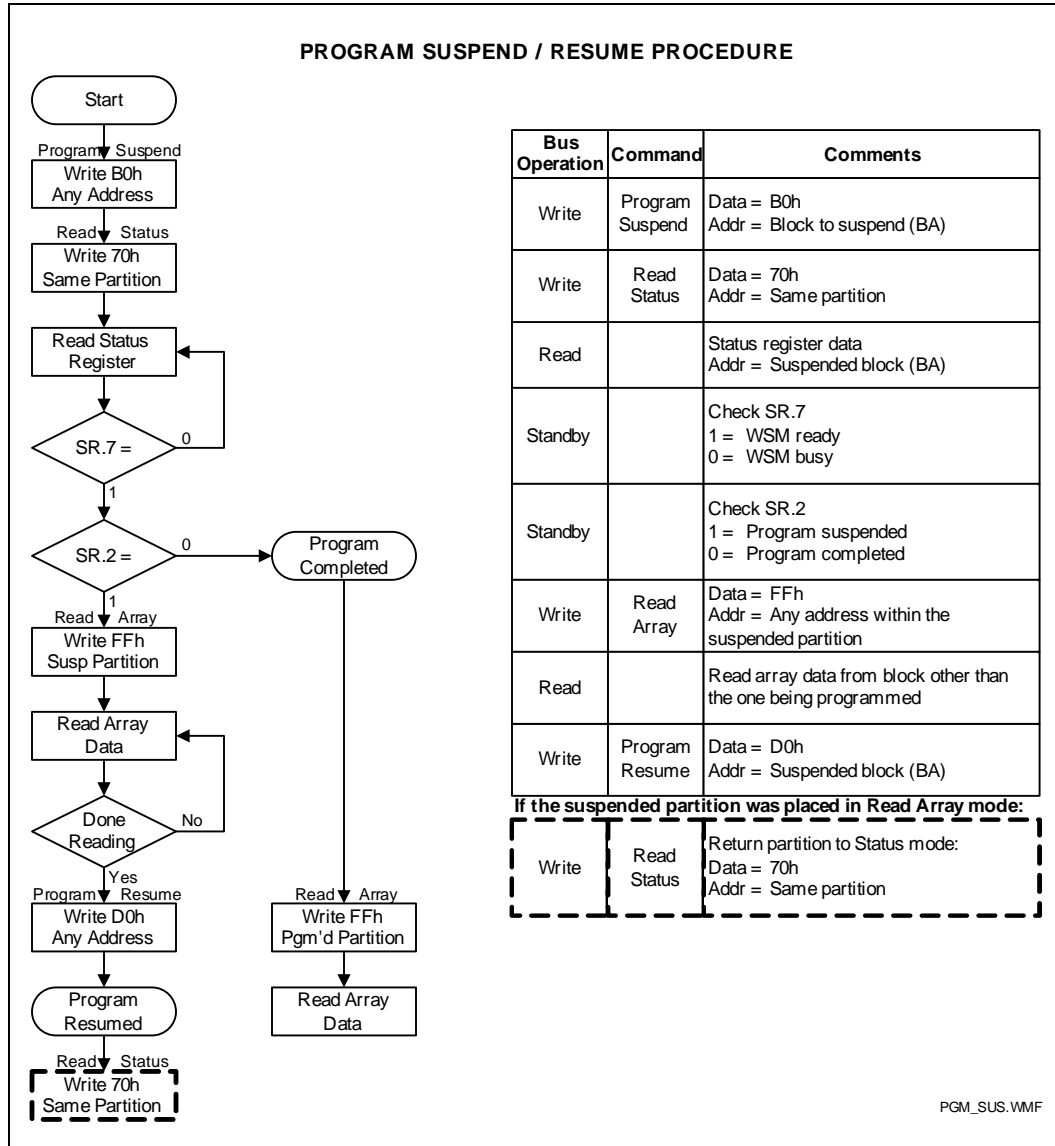 PROGRAM SUSPEND / RESUME PROCEDURE
Start
Program Suspend
Write B0h
Any Address
Read Status
Write 70h
Same Partition
Read Status
Register
SR.7 =
0
1
SR.2 =
0
1
Program
Completed
Read Array
Write FFh
Susp Partition
Read Array
Data
Done
Reading
No
Yes
Program Resume
Write D0h
Any Address
Read Array
Write FFh
Pgm'd Partition
Program
Resumed
Read Array
Data
Read Status
Write 70h
Same Partition
Bus
Operation
Command
Comments
Write
Program
Suspend
Data = B0h
Addr = Block to suspend (BA)
Write
Read
Status
Data = 70h
Addr = Same partition
Read
Status register data
Addr = Suspended block (BA)
Standby
Check SR.7
1 = WSM ready
0 = WSM busy
Standby
Check SR.2
1 = Program suspended
0 = Program completed
Write
Read
Array
Data = FFh
Addr = Any address within the
suspended partition
Read
Read array data from block other than
the one being programmed
Write
Program
Resume
Data = D0h
Addr = Suspended block (BA)
If the suspended partition was placed in Read Array mode:
Write
Read
Status
Return partition to Status mode:
Data = 70h
Addr = Same partition
PGM_SUS.WMF